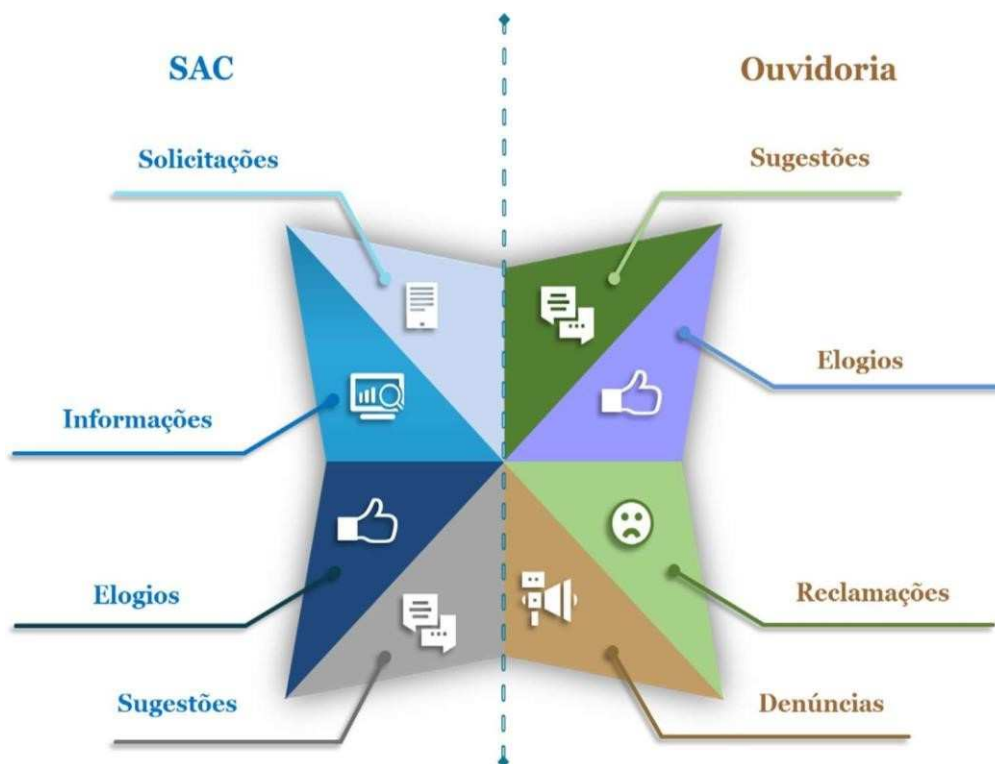 SAC
Solicitações
Informações
Elogios
Sugestões
Ouvidoria
Sugestões
Elogios
Reclamações
Denúncias